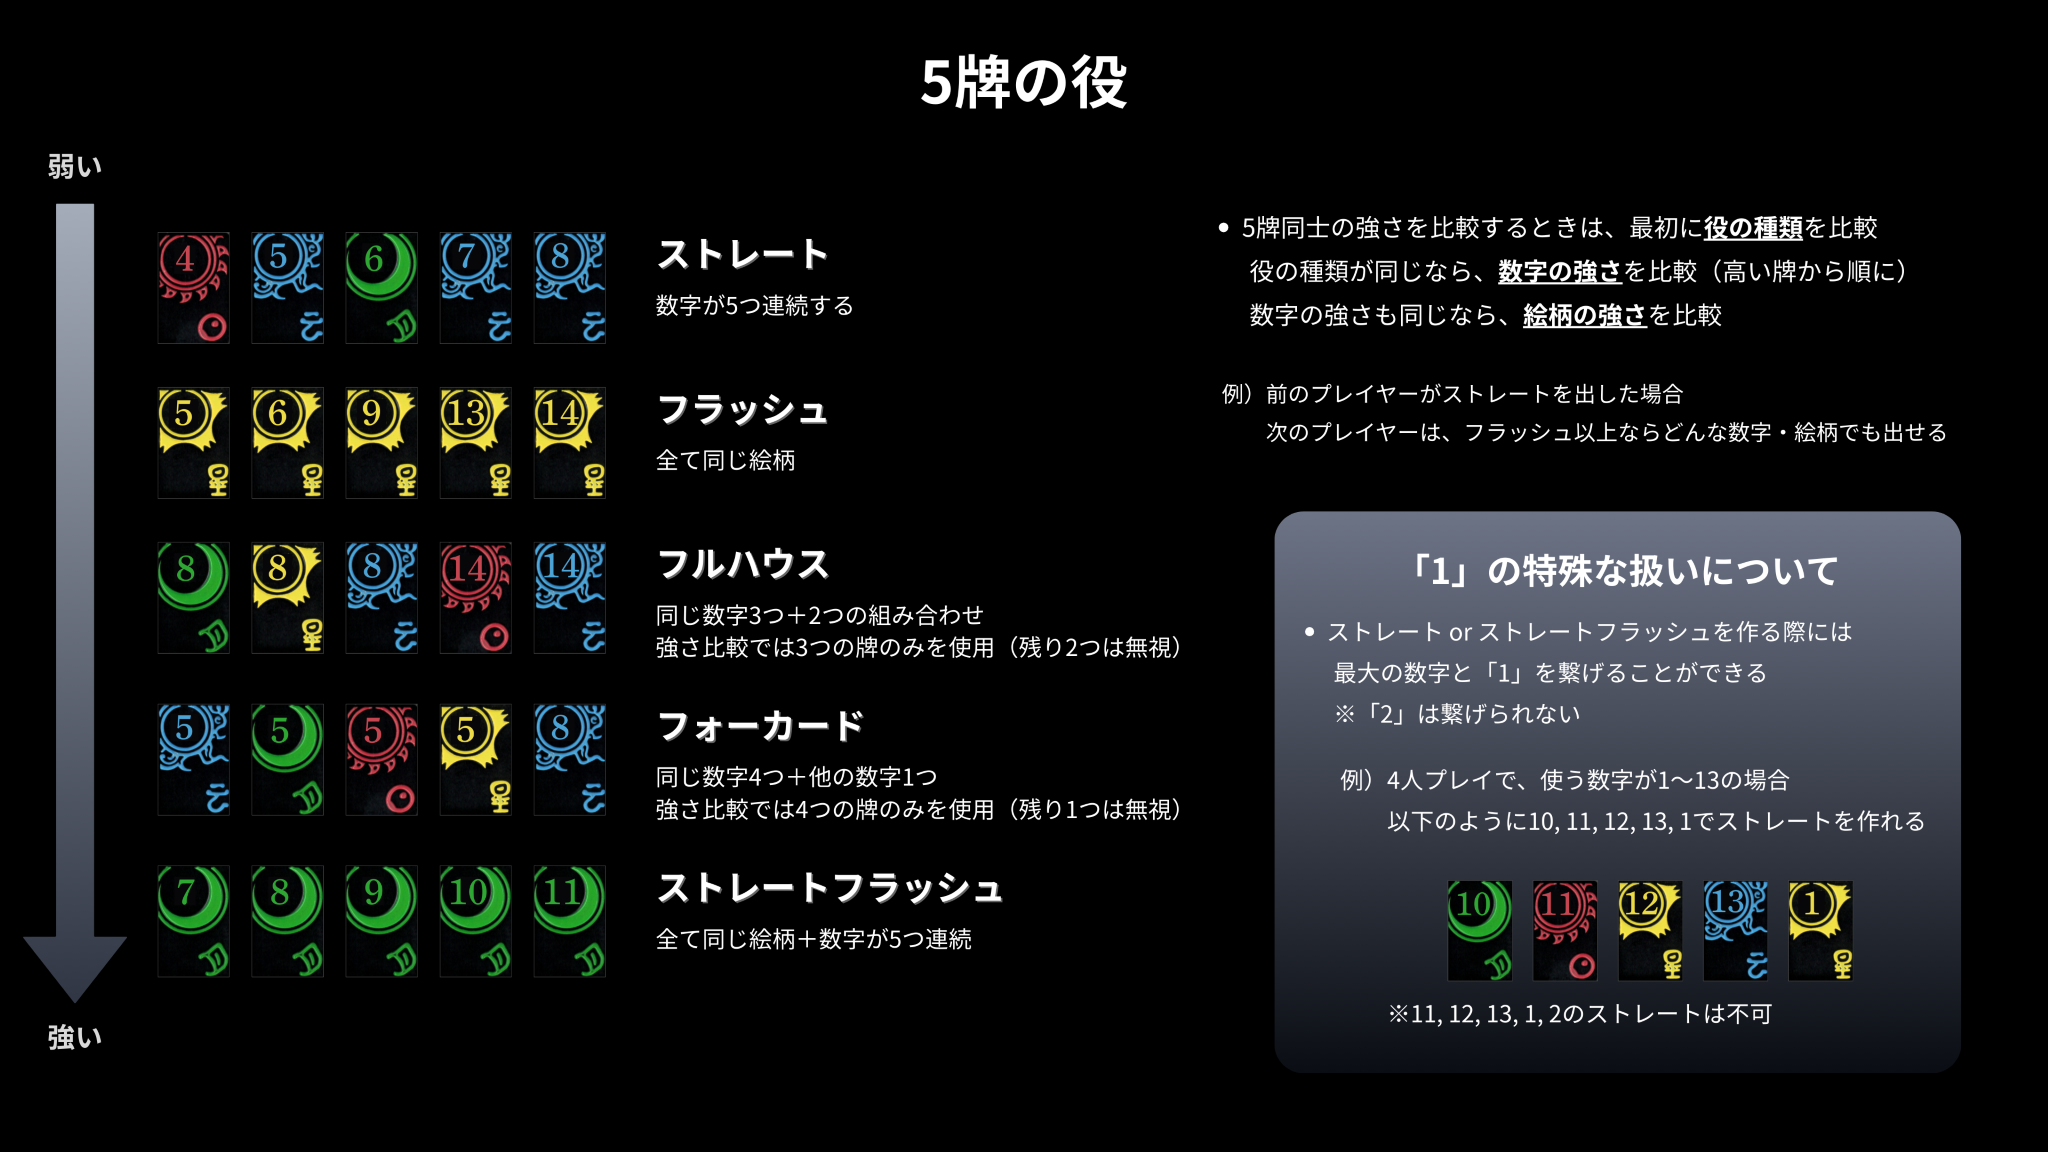 5牌の役
弱い
4 5 6 7 8
ストレート
数字が5つ連続する
5 6 9 13 14
フラッシュ
全て同じ絵柄
8 8 8 14 14
フルハウス
同じ数字3つ＋2つの組み合わせ
強さ比較では3つの牌のみを使用（残り2つは無視）
5 5 5 5 8
フォーカード
同じ数字4つ＋他の数字1つ
強さ比較では4つの牌のみを使用（残り1つは無視）
7 8 9 10 11
ストレートフラッシュ
全て同じ絵柄＋数字が5つ連続
強い
• 5牌同士の強さを比較するときは、最初に役の種類を比較
役の種類が同じなら、数字の強さを比較（高い牌から順に）
数字の強さも同じなら、絵柄の強さを比較
例）前のプレイヤーがストレートを出した場合
次のプレイヤーは、フラッシュ以上ならどんな数字・絵柄でも出せる
「1」の特殊な扱いについて
• ストレート or ストレートフラッシュを作る際には
最大の数字と「1」を繋げることができる
※「2」は繋げられない
例）4人プレイで、使う数字が1〜13の場合
以下のように10, 11, 12, 13, 1でストレートを作れる
10 11 12 13 1
※11, 12, 13, 1, 2のストレートは不可